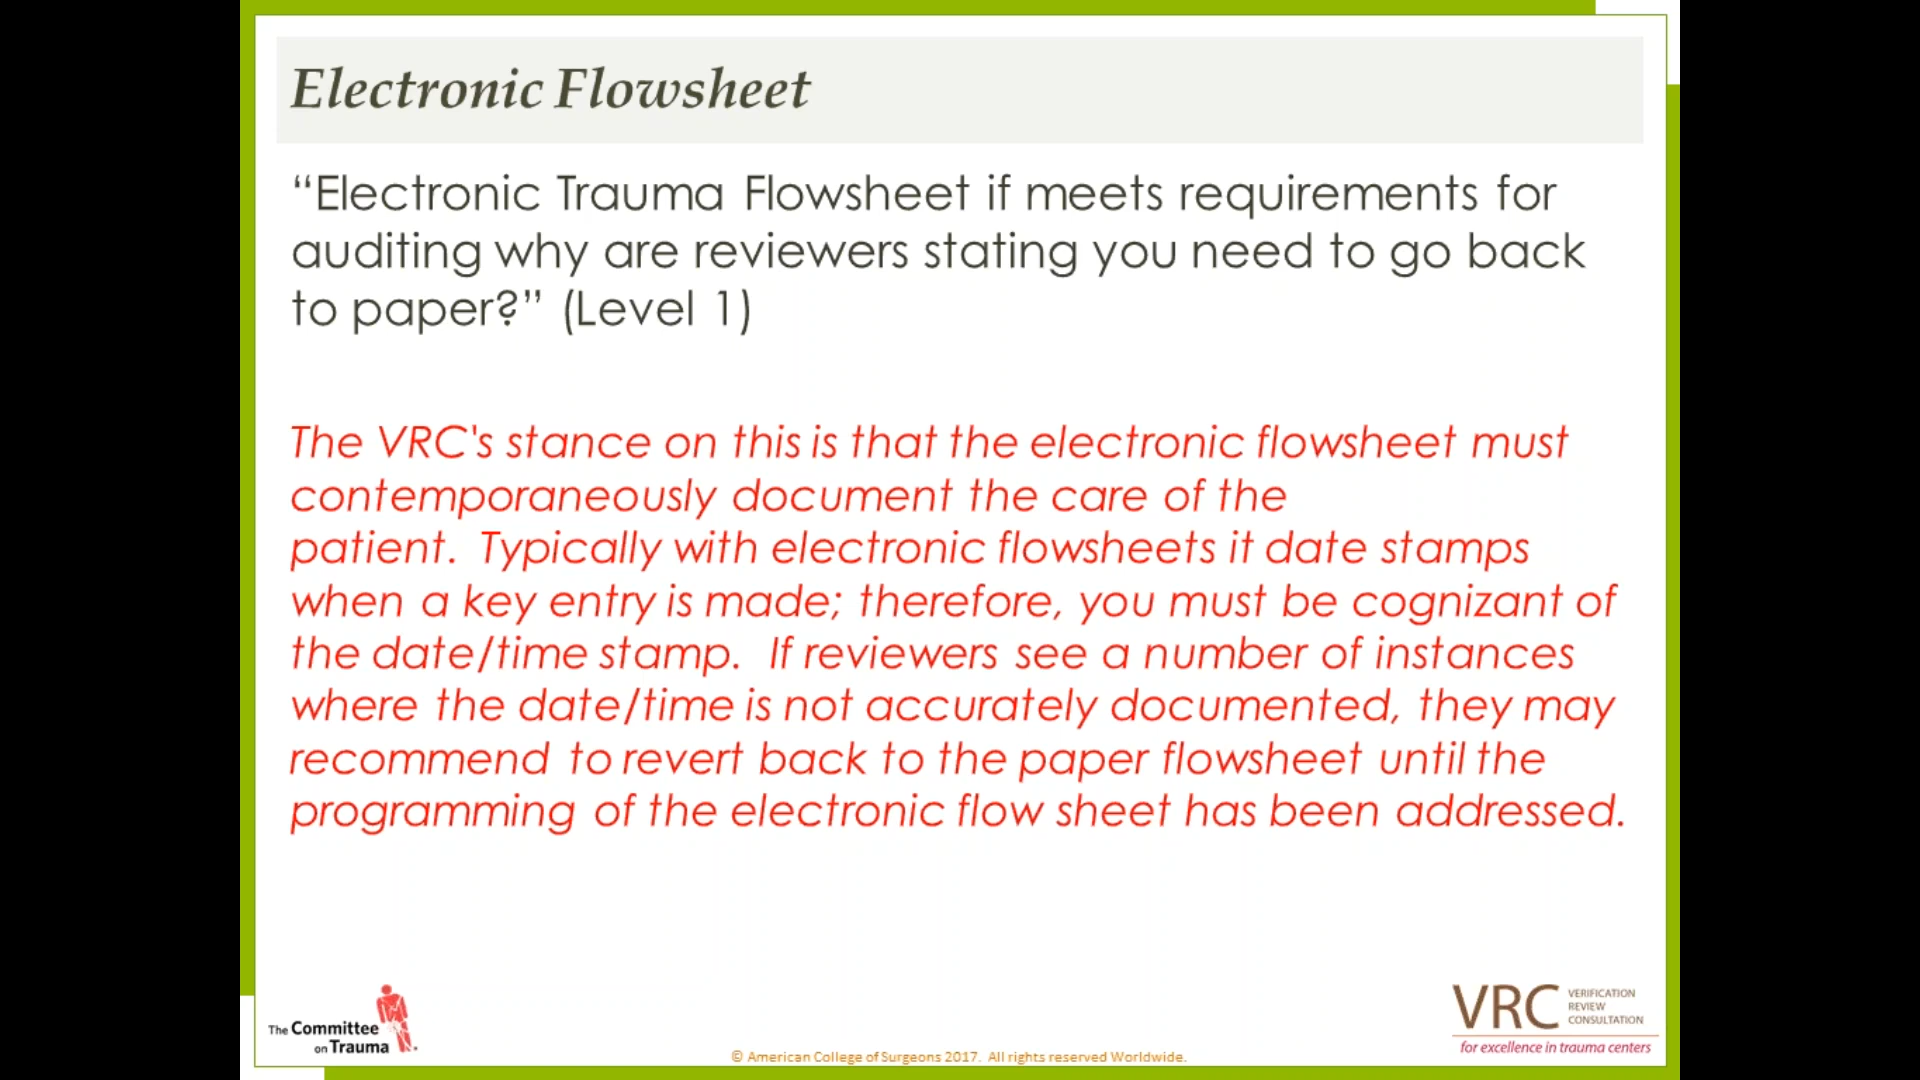 Electronic Flowsheet
“Electronic Trauma Flowsheet if meets requirements for
auditing why are reviewers stating you need to go back
to paper?” (Level 1)
The VRC's stance on this is that the electronic flowsheet must
contemporaneously document the care of the
patient. Typically with electronic flowsheets it date stamps
when a key entry is made; therefore, you must be cognizant of
the date/time stamp. If reviewers see a number of instances
where the date/time is not accurately documented, they may
recommend to revert back to the paper flowsheet until the
programming of the electronic flow sheet has been addressed.
The Committee
on Trauma
© American College of Surgeons 2017. All rights reserved Worldwide.
VRC
VERIFICATION
REVIEW
CONSULTATION
for excellence in trauma centers